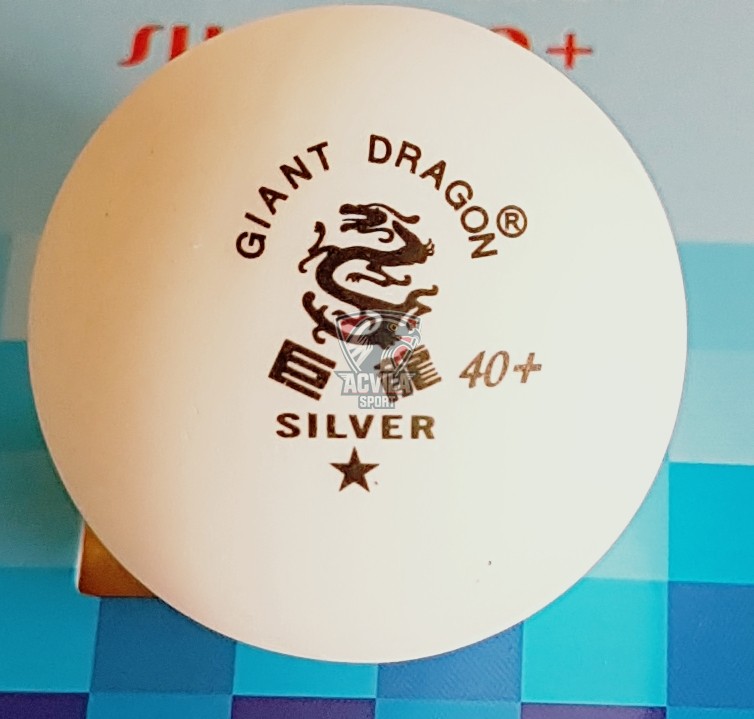 GIANT DRAGON®
40+
ACVILA
SPORT
SILVER